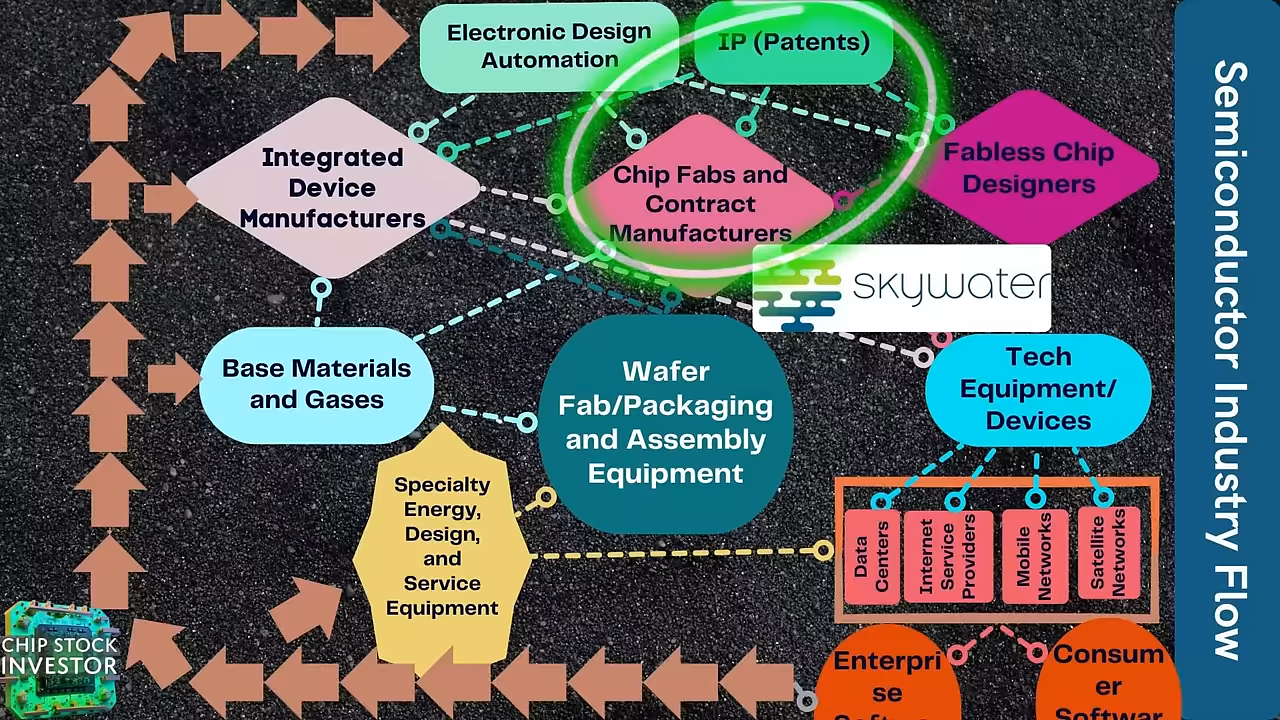 Electronic Design
Automation
IP (Patents)
Integrated
Device
Manufacturers
Chip Fabs and
Contract
Manufacturers
Fabless Chip
Designers
skywater
Base Materials
and Gases
Wafer
Fab/Packaging
and Assembly
Equipment
Tech
Equipment/
Devices
Specialty
Energy,
Design,
and
Service
Equipment
Data
Centers
Internet
Service
Providers
Mobile
Networks
Satellite
Networks
Enterpri
se
Consum
er
Softwar
CHIP STOCK
INVESTOR
Semiconductor Industry Flow